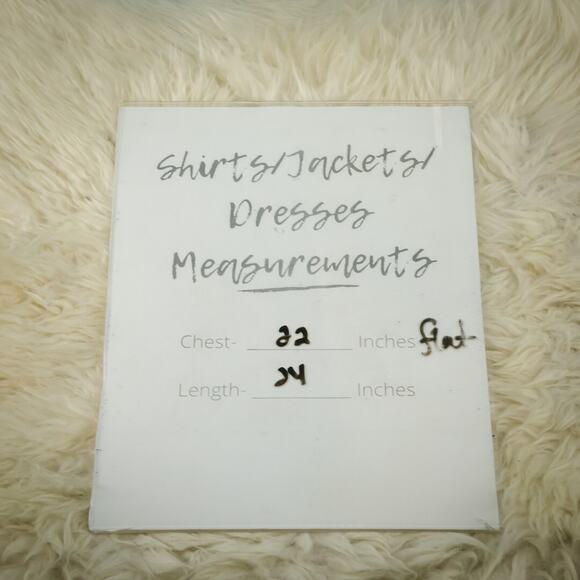 Shirts/Jackets/
Dresses
Measurements
Chest- 22 Inches flat
Length- 24 Inches